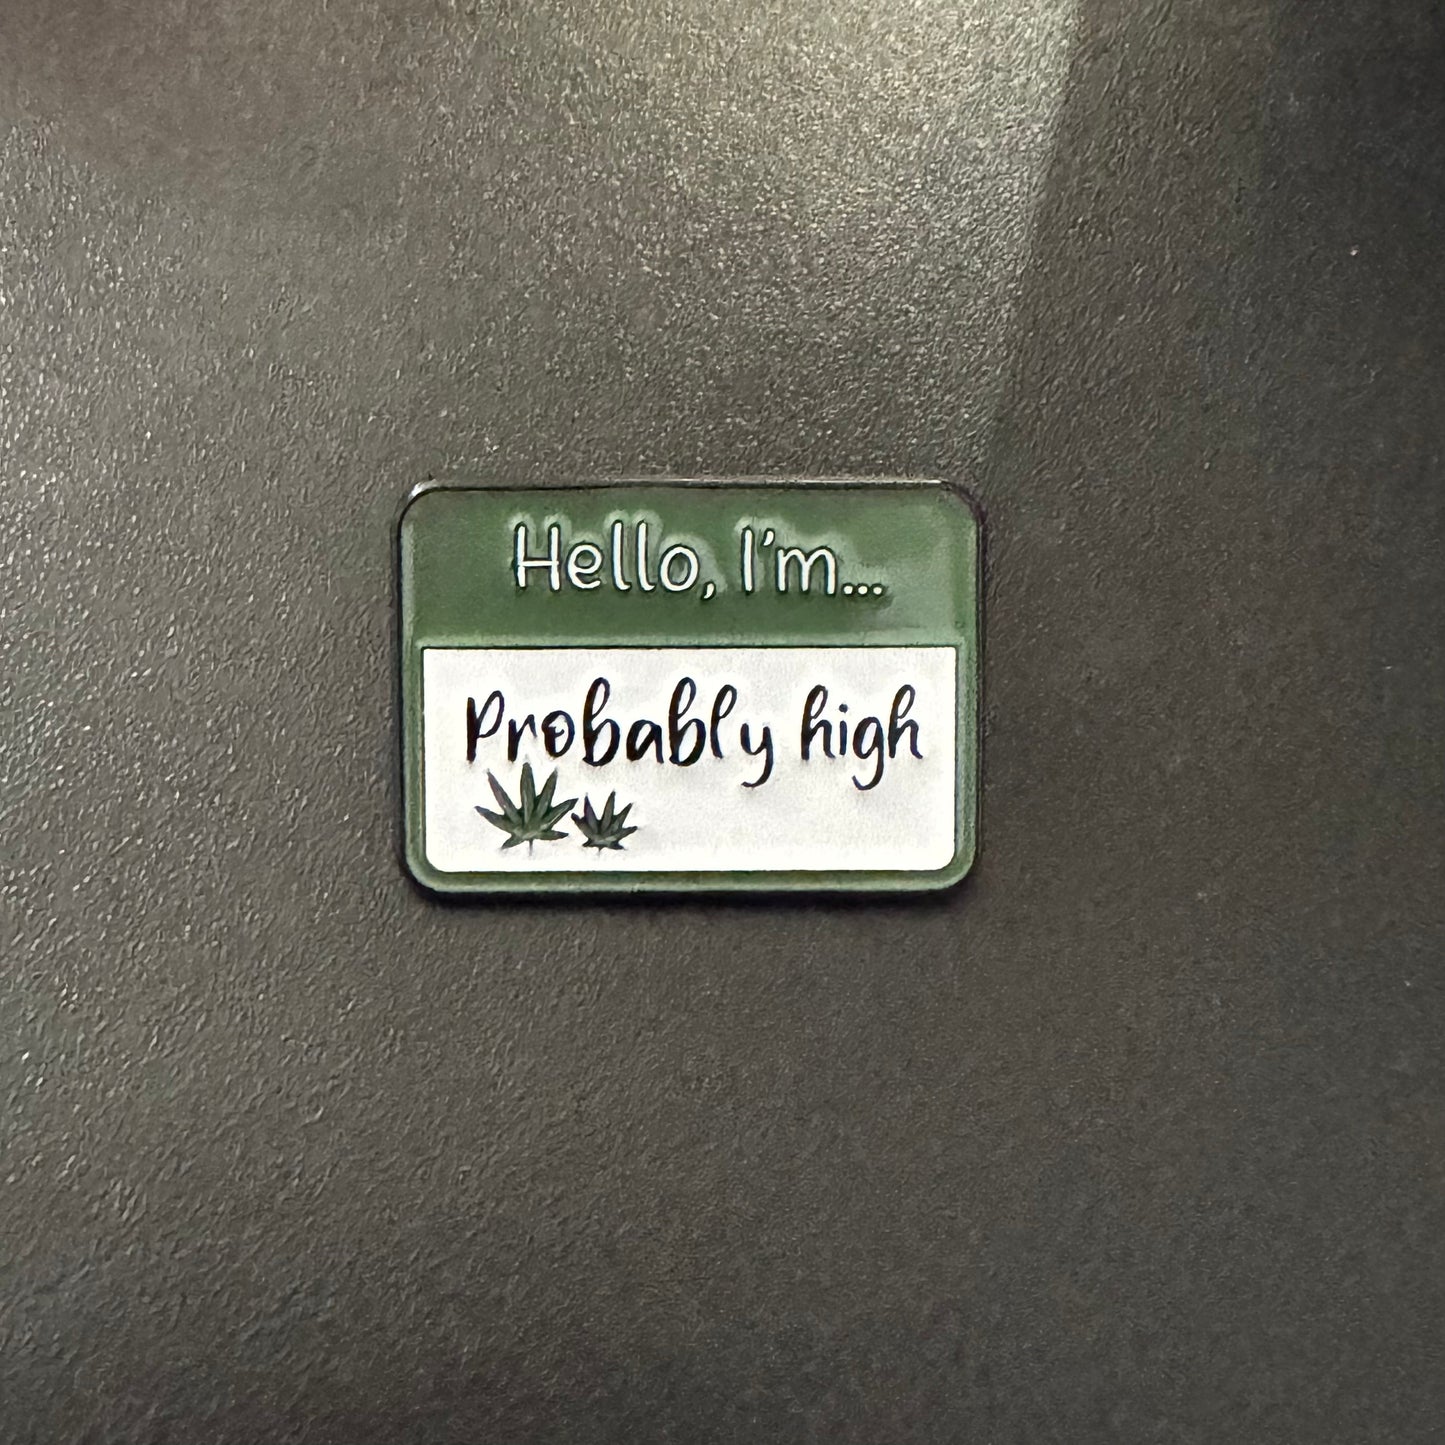 Hello, I'm...
Probably high